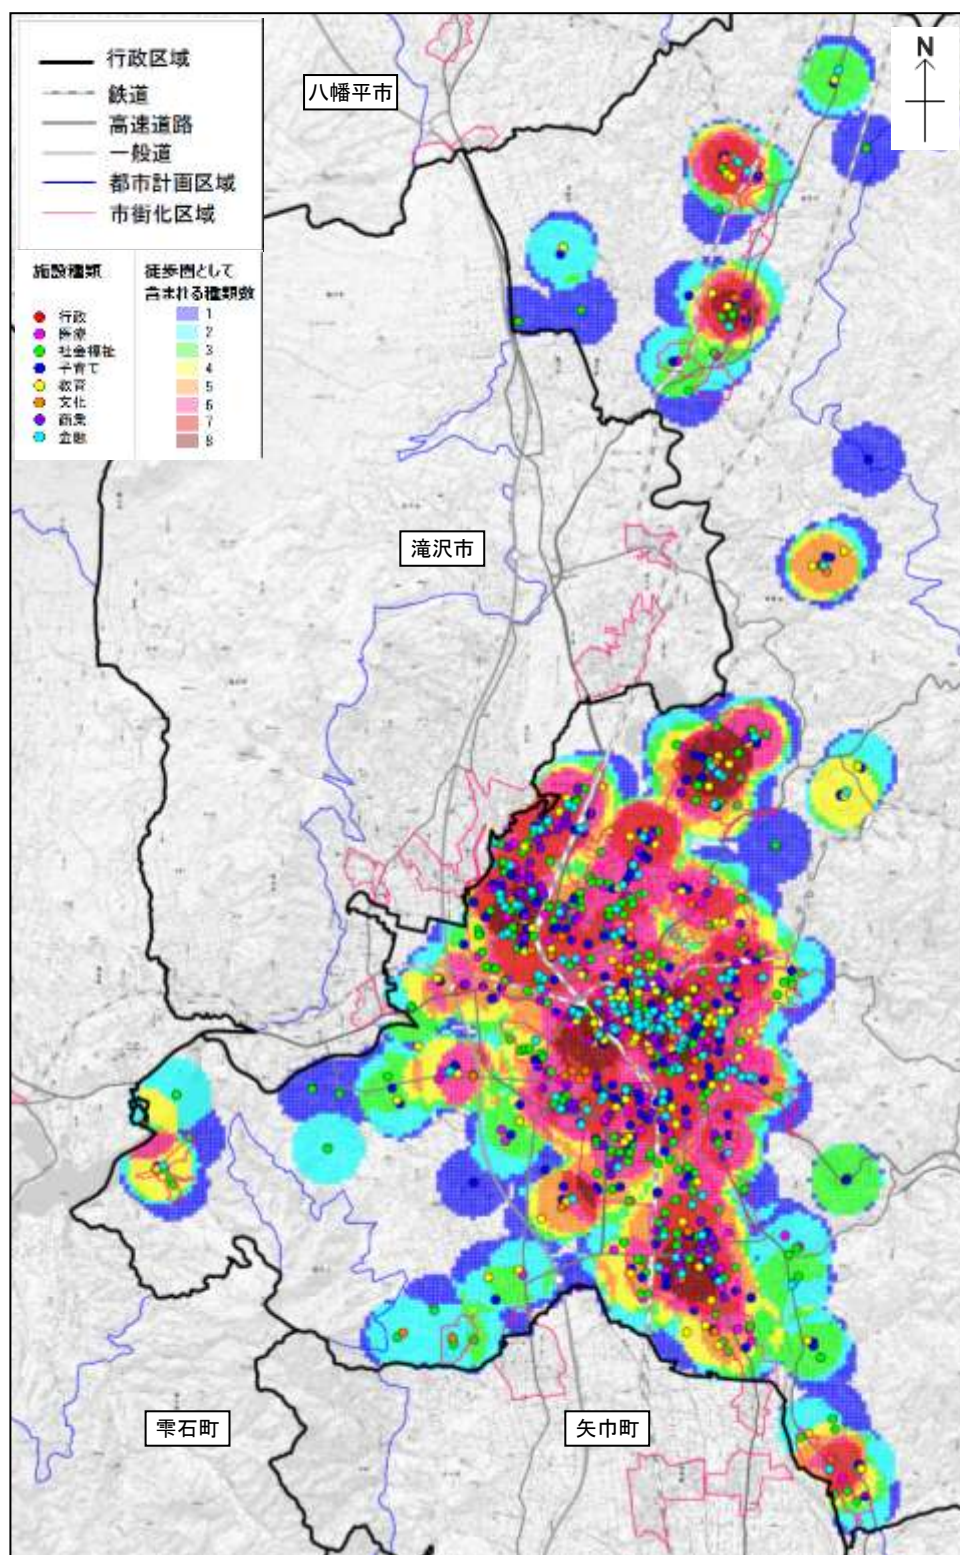 行政区域
鉄道
高速道路
一般道
都市計画区域
市街化区域
施設種類
行政
医療
社会福祉
子育て
教育
文化
商業
金融
徒歩圏として
含まれる種類数
1
2
3
4
5
6
7
8
八幡平市
N
滝沢市
雫石町
矢巾町